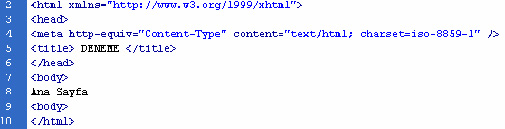 2 <html xmlns="http://www.w3.org/1999/xhtml">
3 <head>
4 <meta http-equiv="Content-Type" content="text/html; charset=iso-8859-1" />
5 <title> DENEME </title>
6 </head>
7 <body>
8 Ana Sayfa
9 <body>
10 </html>